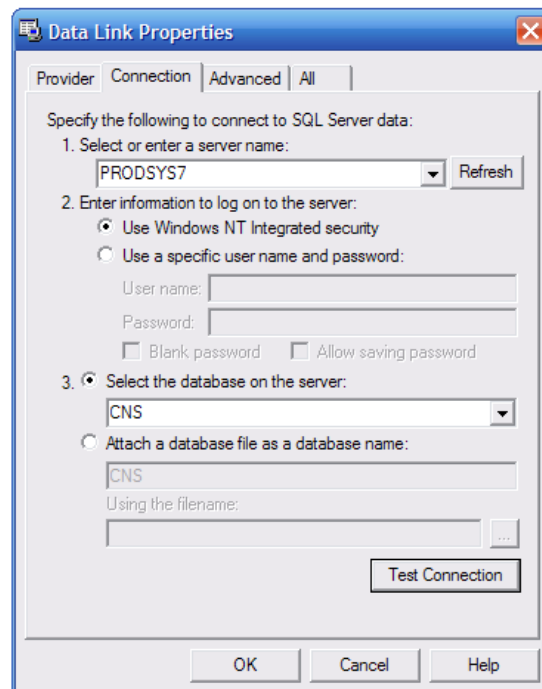 Data Link Properties
Provider Connection Advanced All
Specify the following to connect to SQL Server data:
1. Select or enter a server name:
PRODSYS7 Refresh
2. Enter information to log on to the server:
Use Windows NT Integrated security
Use a specific user name and password:
User name:
Password:
Blank password Allow saving password
3. Select the database on the server:
CNS
Attach a database file as a database name:
CNS
Using the filename:
...
Test Connection
OK Cancel Help